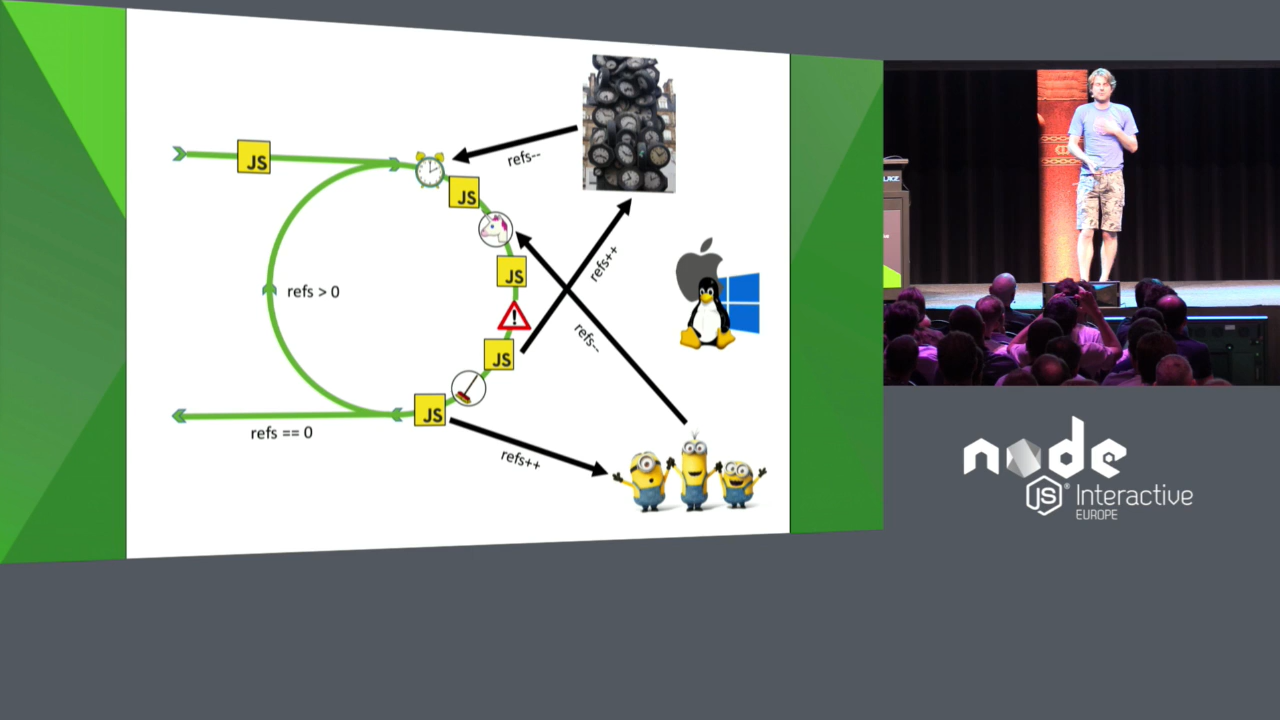 JS
refs--
JS
JS
refs++
refs > 0
refs--
JS
JS
refs == 0
refs++
node
JS®
Interactive
EUROPE